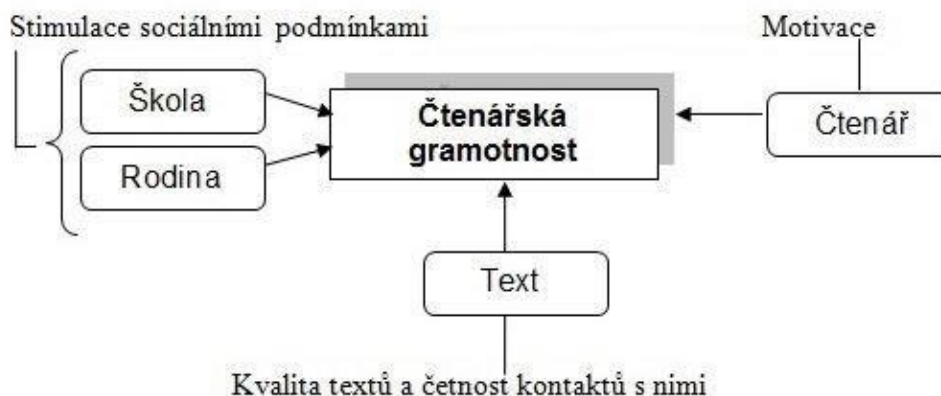 Stimulace sociálními podmínkami
Motivace
Škola
Čtenářská
gramotnost
Čtenář
Rodina
Text
Kvalita textů a četnost kontaktů s nimi